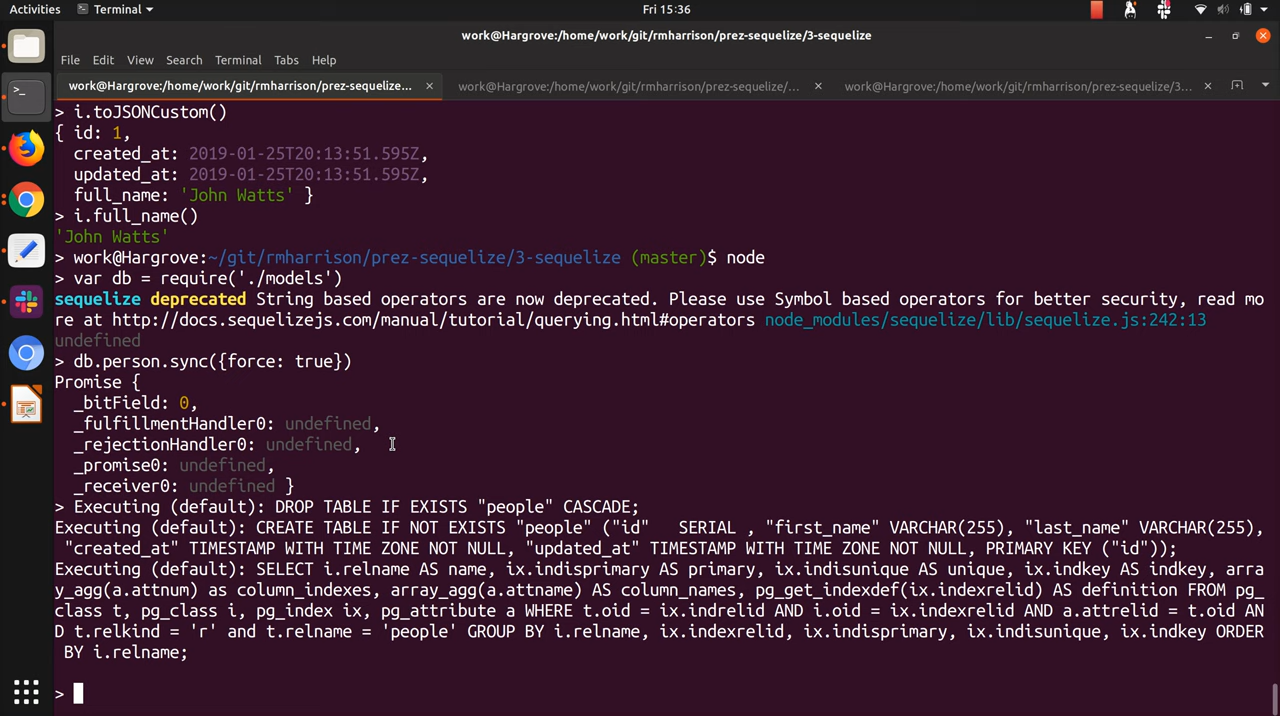 Activities
Terminal
Fri 15:36
work@Hargrove:/home/work/git/rmharrison/prez-sequelize/3-sequelize
File Edit View Search Terminal Tabs Help
work@Hargrove:/home/work/git/rmharrison/prez-sequelize...
work@Hargrove:/home/work/git/rmharrison/prez-sequelize/...
work@Hargrove:/home/work/git/rmharrison/prez-sequelize/3...
> i.toJSONCustom()
{ id: 1,
  created_at: 2019-01-25T20:13:51.595Z,
  updated_at: 2019-01-25T20:13:51.595Z,
  full_name: 'John Watts' }
> i.full_name()
'John Watts'
> work@Hargrove:~/git/rmharrison/prez-sequelize/3-sequelize (master)$ node
> var db = require('./models')
sequelize deprecated String based operators are now deprecated. Please use Symbol based operators for better security, read mo
re at http://docs.sequelizejs.com/manual/tutorial/querying.html#operators node_modules/sequelize/lib/sequelize.js:242:13
undefined
> db.person.sync({force: true})
Promise {
  _bitField: 0,
  _fulfillmentHandler0: undefined,
  _rejectionHandler0: undefined,
  _promise0: undefined,
  _receiver0: undefined }
> Executing (default): DROP TABLE IF EXISTS "people" CASCADE;
Executing (default): CREATE TABLE IF NOT EXISTS "people" ("id"   SERIAL , "first_name" VARCHAR(255), "last_name" VARCHAR(255),
 "created_at" TIMESTAMP WITH TIME ZONE NOT NULL, "updated_at" TIMESTAMP WITH TIME ZONE NOT NULL, PRIMARY KEY ("id"));
Executing (default): SELECT i.relname AS name, ix.indisprimary AS primary, ix.indisunique AS unique, ix.indkey AS indkey, arra
y_agg(a.attnum) as column_indexes, array_agg(a.attname) AS column_names, pg_get_indexdef(ix.indexrelid) AS definition FROM pg_
class t, pg_class i, pg_index ix, pg_attribute a WHERE t.oid = ix.indrelid AND i.oid = ix.indexrelid AND a.attrelid = t.oid AN
D t.relkind = 'r' and t.relname = 'people' GROUP BY i.relname, ix.indexrelid, ix.indisprimary, ix.indisunique, ix.indkey ORDER
 BY i.relname;
>